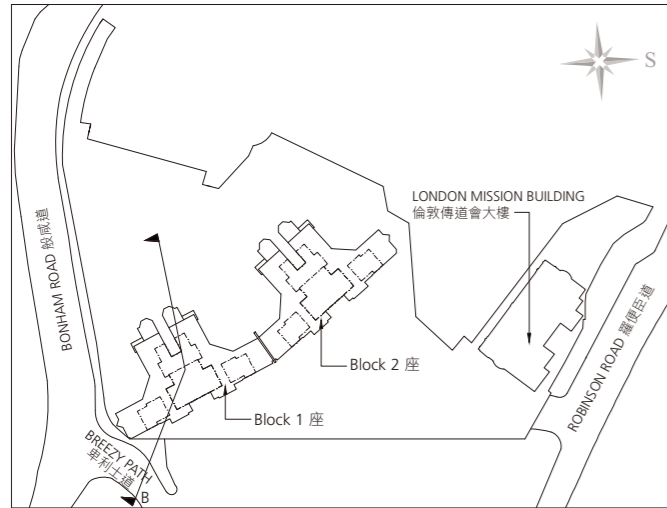 S
LONDON MISSION BUILDING
倫敦傳道會大樓
BONHAM ROAD 般咸道
ROBINSON ROAD 羅便臣道
Block 2 座
Block 1 座
BREEZY PATH
卑利士道
B